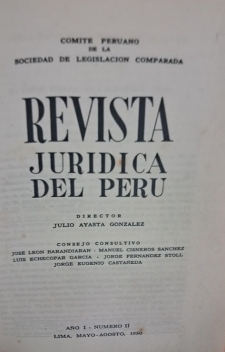 COMITE PERUANO
DE LA
SOCIEDAD DE LEGISLACION COMPARADA
REVISTA
JURIDICA
DEL PERU
DIRECTOR
JULIO AYASTA GONZALEZ
CONSEJO CONSULTIVO
JOSE LEON BARANDIARAN - MANUEL CISNEROS SANCHEZ
LUIS ECHECOPAR GARCIA - JORGE FERNANDEZ STOLL
JORGE EUGENIO CASTAÑEDA
AÑO I - NUMERO II
LIMA, MAYO-AGOSTO, 1950